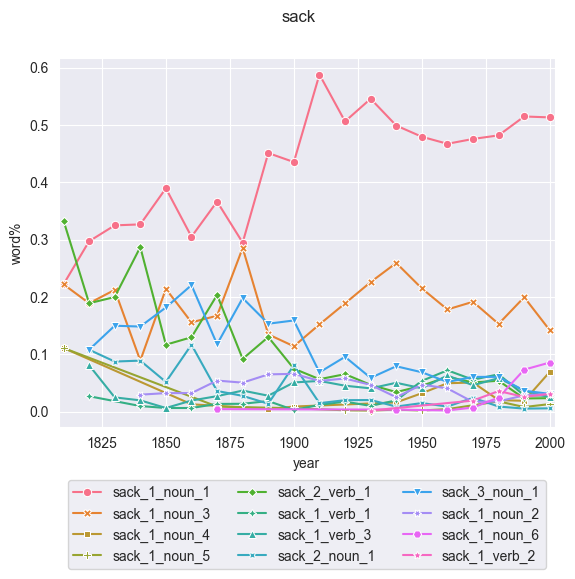 sack
0.6
0.5
0.4
word%
0.3
0.2
0.1
0.0
1825 1850 1875 1900 1925 1950 1975 2000
year
sack_1_noun_1 sack_2_verb_1 sack_3_noun_1
sack_1_noun_3 sack_1_verb_1 sack_1_noun_2
sack_1_noun_4 sack_1_verb_3 sack_1_noun_6
sack_1_noun_5 sack_2_noun_1 sack_1_verb_2